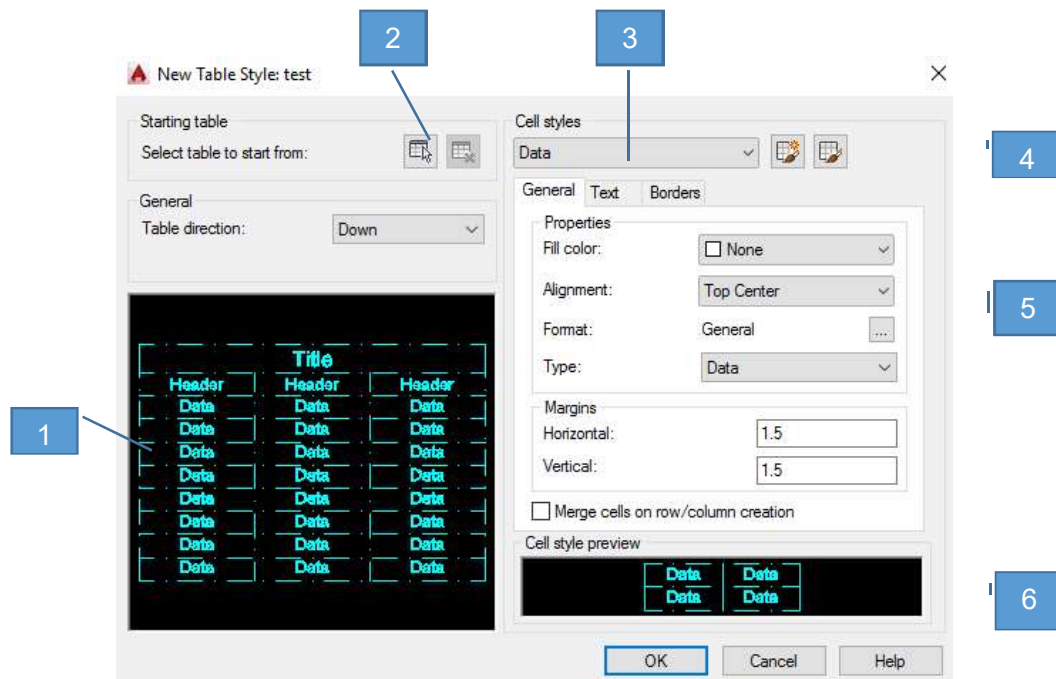 2
3
New Table Style: test
Starting table
Select table to start from:
General
Table direction: Down
Title
Header Header Header
Data Data Data
Data Data Data
Data Data Data
Data Data Data
Data Data Data
Data Data Data
Data Data Data
Data Data Data
1
Cell styles
Data
4
General Text Borders
Properties
Fill color: None
Alignment: Top Center
5
Format: General ...
Type: Data
Margins
Horizontal: 1.5
Vertical: 1.5
Merge cells on row/column creation
Cell style preview
Data Data
Data Data
6
OK Cancel Help